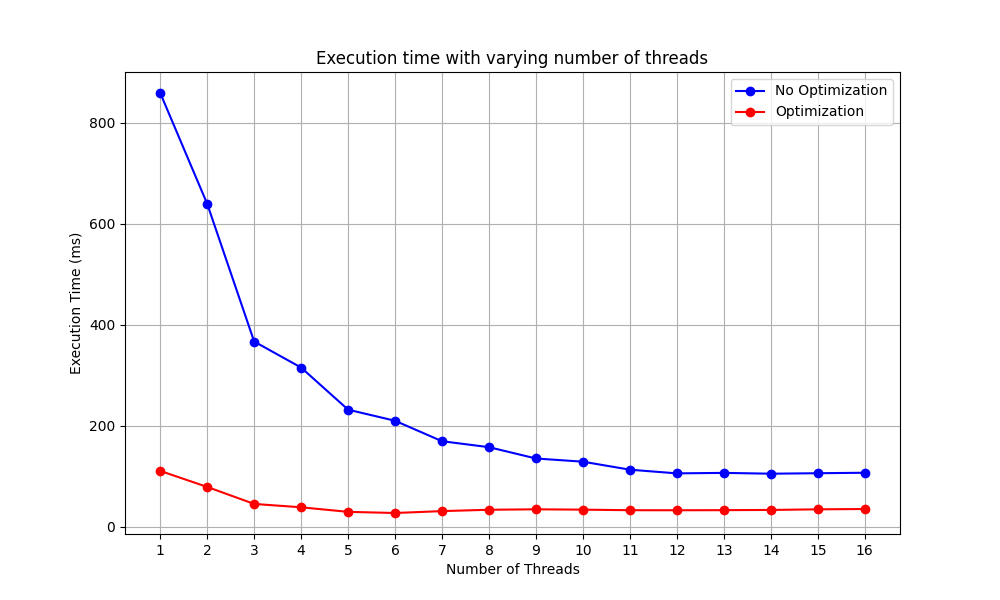 Execution time with varying number of threads
No Optimization
Optimization
Execution Time (ms)
800
600
400
200
0
1 2 3 4 5 6 7 8 9 10 11 12 13 14 15 16
Number of Threads